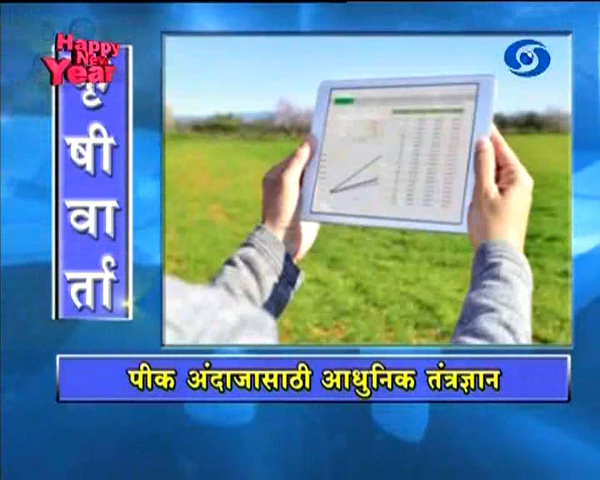 Happy
New
Year
कृषी वार्ता
पीक अंदाजासाठी आधुनिक तंत्रज्ञान